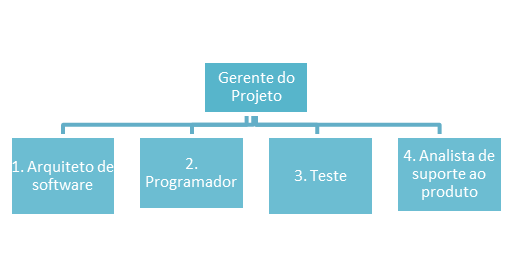 Gerente do
Projeto
1. Arquiteto de
software
2.
Programador
3. Teste
4. Analista de
suporte ao
produto